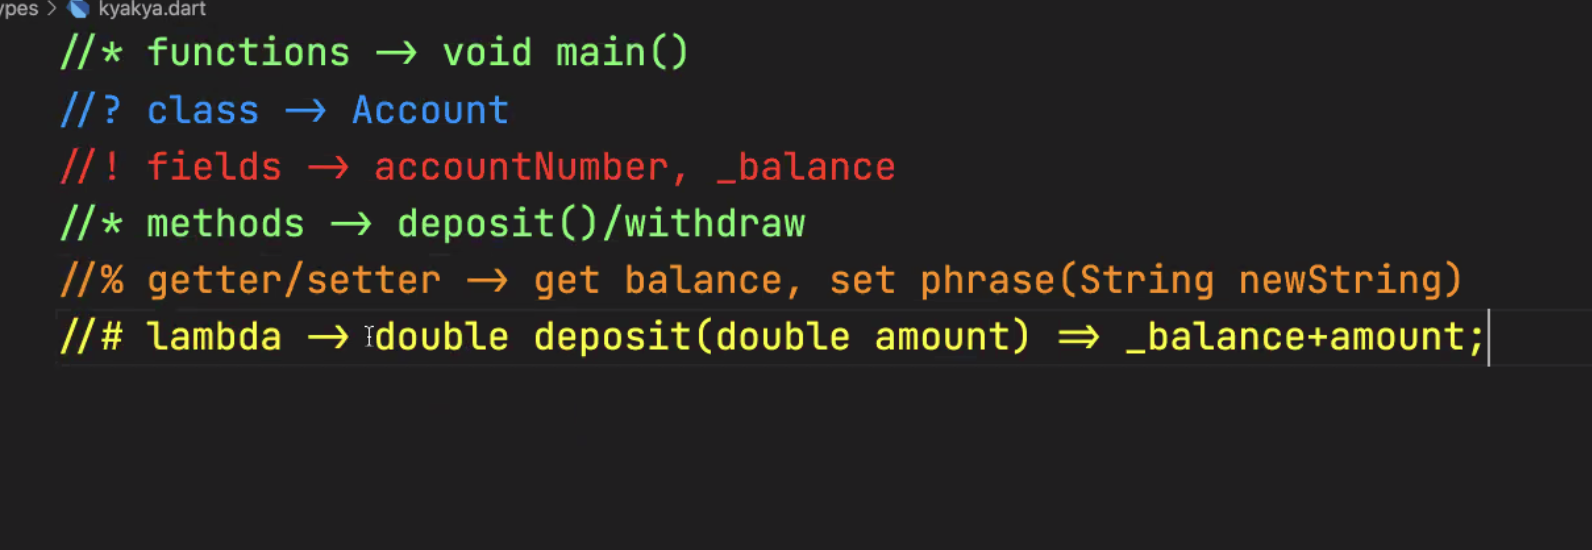 ypes > kyakya.dart
//* functions -> void main()
//? class -> Account
//! fields -> accountNumber, _balance
//* methods -> deposit()/withdraw
//% getter/setter -> get balance, set phrase(String newString)
//# lambda -> double deposit(double amount) => _balance+amount;